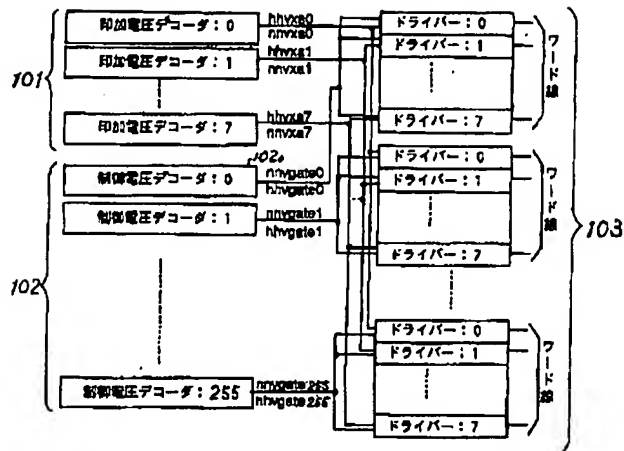 印加電圧デコーダ：0
hhvxa0
nnvxa0
印加電圧デコーダ：1
hhvxa1
nnvxa1
印加電圧デコーダ：7
hhvxa7
nnvxa7
101
102a
制御電圧デコーダ：0
nnvgate0
hhvgate0
制御電圧デコーダ：1
nnvgate1
hhvgate1
102
制御電圧デコーダ：255
nnvgate255
hhvgate255
ドライバー：0
ドライバー：1
ドライバー：7
ワード線
ドライバー：0
ドライバー：1
ドライバー：7
ワード線
ドライバー：0
ドライバー：1
ドライバー：7
ワード線
103